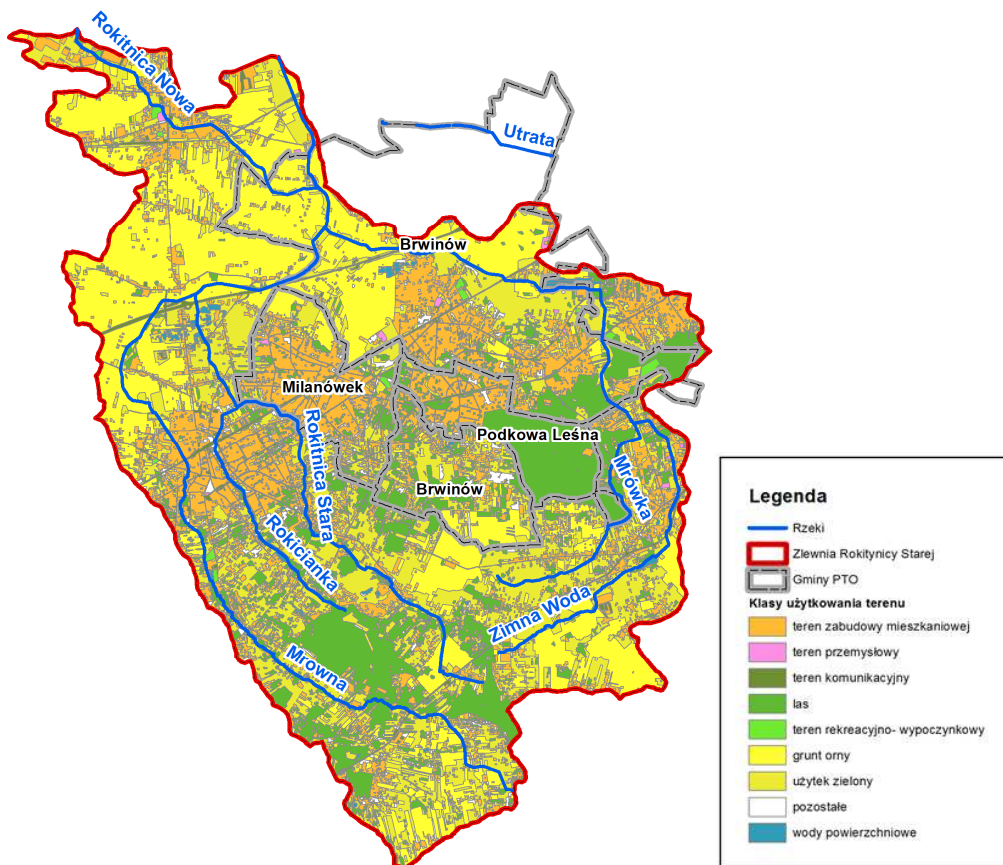 Rokitnica Nowa
Utrata
Brwinów
Milanówek
Rokitnica Stara
Podkowa Leśna
Mrówka
Brwinów
Rokicianka
Zimna Woda
Mrowna
Legenda
Rzeki
Zlewnia Rokitynicy Starej
Gminy PTO
Klasy użytkowania terenu
teren zabudowy mieszkaniowej
teren przemysłowy
teren komunikacyjny
las
teren rekreacyjno- wypoczynkowy
grunt orny
użytek zielony
pozostałe
wody powierzchniowe